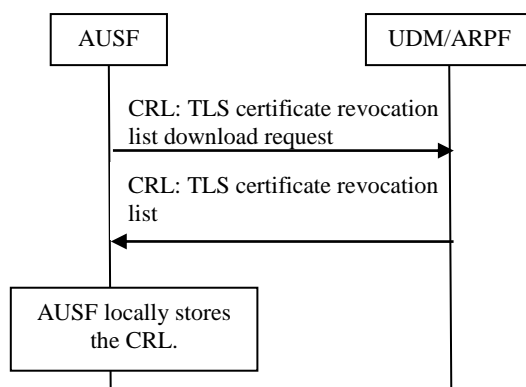 AUSF
UDM/ARPF
CRL: TLS certificate revocation
list download request
CRL: TLS certificate revocation
list
AUSF locally stores
the CRL.